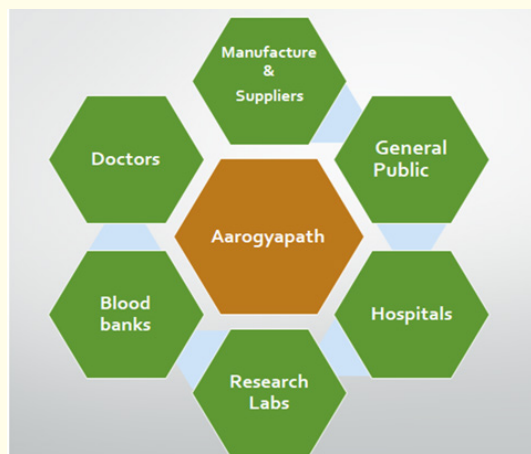 Manufacture
&
Suppliers
General
Public
Doctors
Aarogyapath
Blood
banks
Hospitals
Research
Labs